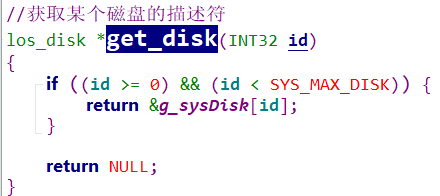 //获取某个磁盘的描述符
los_disk *get_disk(INT32 id)
{
    if ((id >= 0) && (id < SYS_MAX_DISK)) {
        return &g_sysDisk[id];
    }

    return NULL;
}